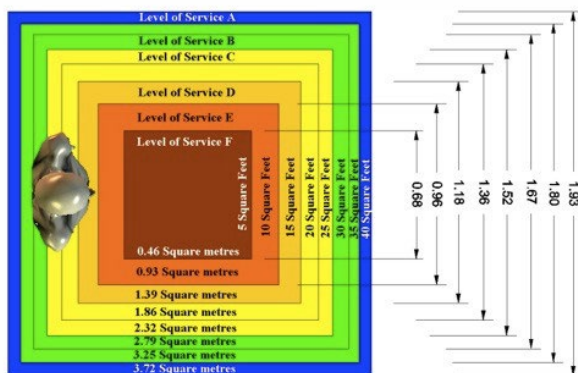 Level of Service A
Level of Service B
Level of Service C
Level of Service D
Level of Service E
Level of Service F
5 Square Feet
10 Square Feet
15 Square Feet
20 Square Feet
25 Square Feet
30 Square Feet
35 Square Feet
40 Square Feet
0.46 Square metres
0.93 Square metres
1.39 Square metres
1.86 Square metres
2.32 Square metres
2.79 Square metres
3.25 Square metres
3.72 Square metres
0.68
0.96
1.18
1.36
1.52
1.67
1.80
1.93